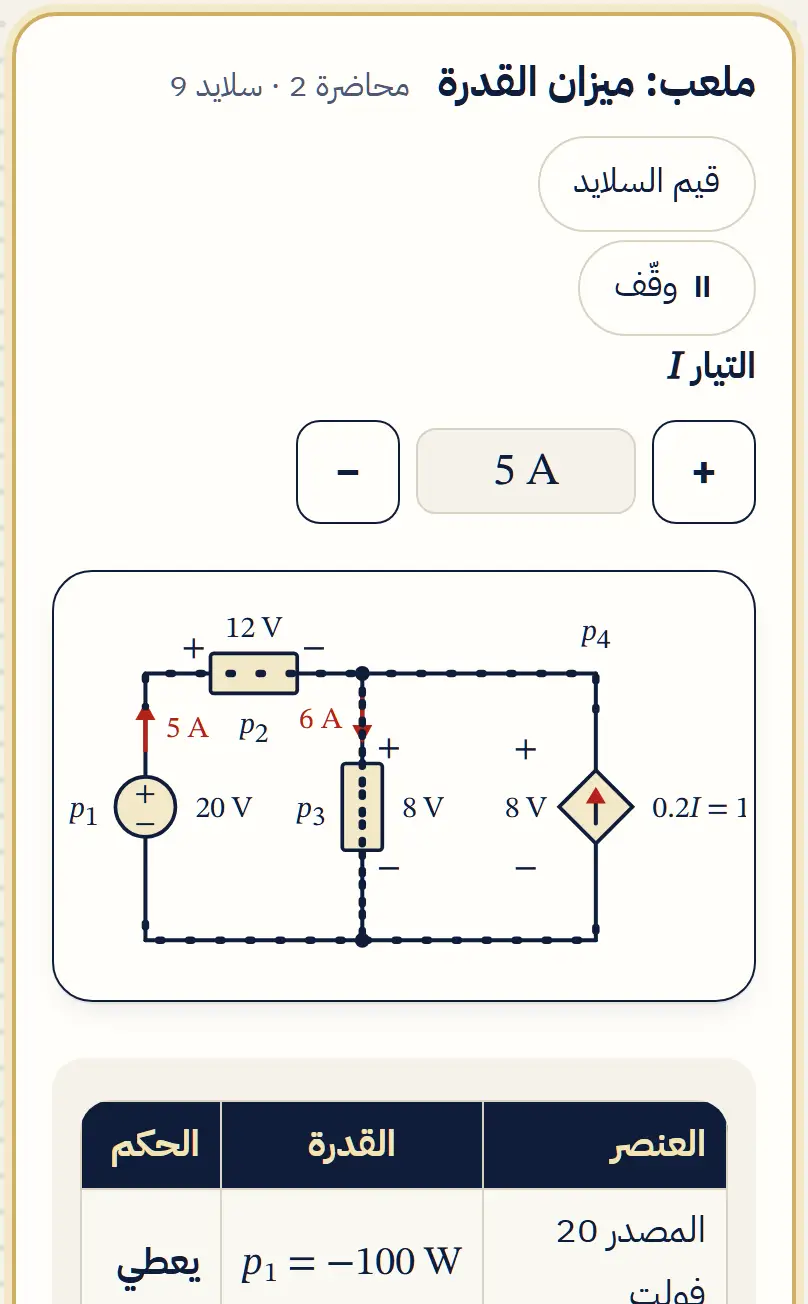 ملعب: ميزان القدرة محاضرة 2 · سلايد 9
قيم السلايد
وقّف
التيار I
+ 5 A −
12 V
+ −
p4
5 A p2 6 A
+ +
p1 + − 20 V p3 8 V 8 V 0.2I = 1
− −
العنصر القدرة الحكم
المصدر 20 فولت
p1 = −100 W يعطي